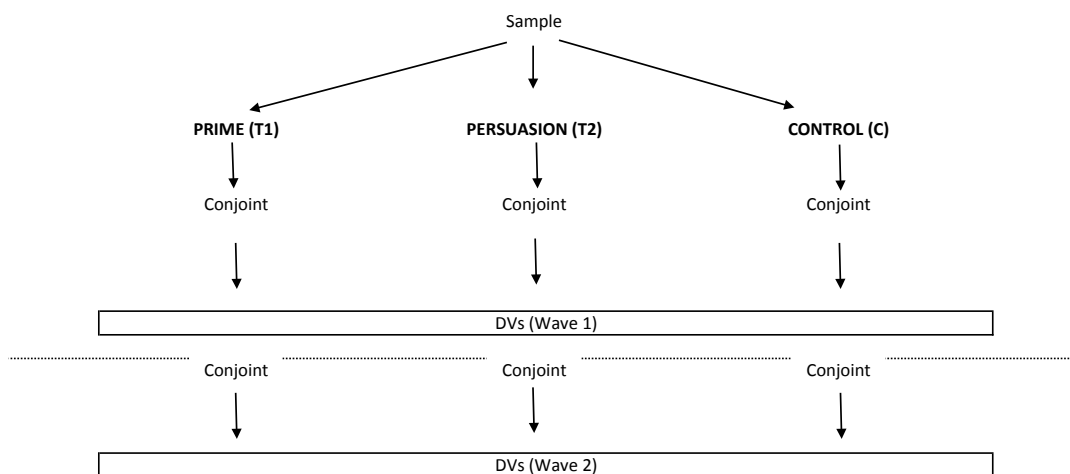 Sample
PRIME (T1) PERSUASION (T2) CONTROL (C)
Conjoint Conjoint Conjoint
DVs (Wave 1)
Conjoint Conjoint Conjoint
DVs (Wave 2)